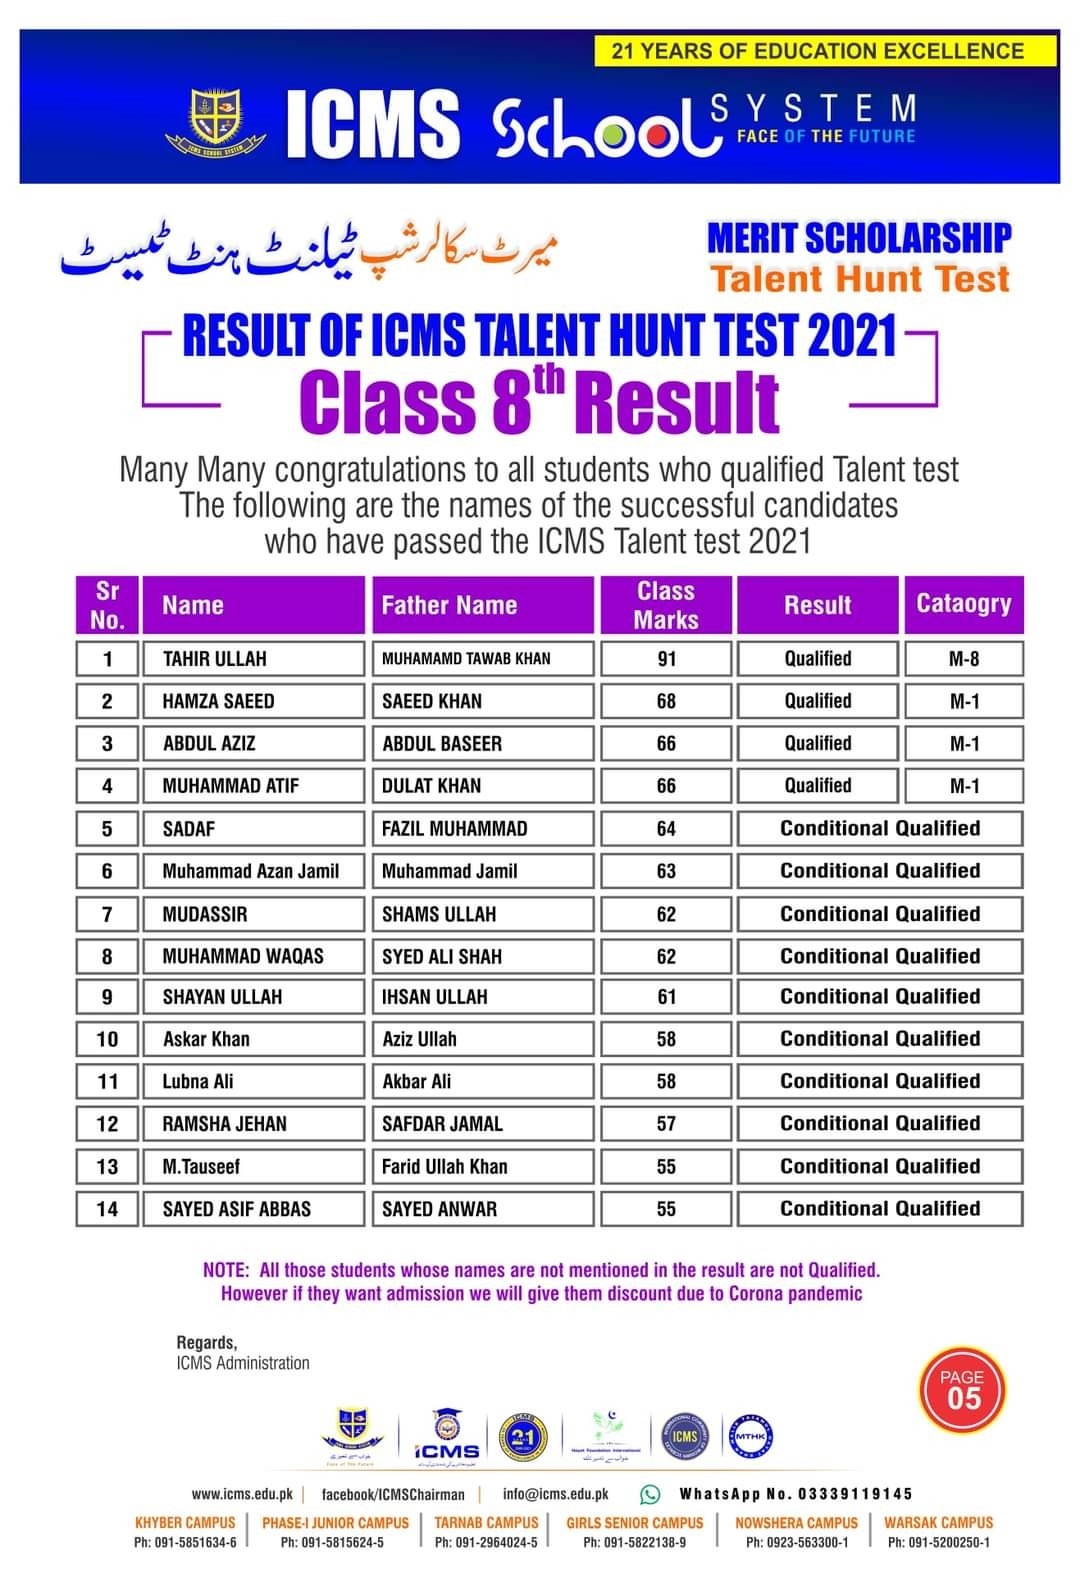 21 YEARS OF EDUCATION EXCELLENCE
ICMS SCHOOL SYSTEM
ICMS School SYSTEM
FACE OF THE FUTURE
میرٹ سکالرشپ ٹیلنٹ ہنٹ ٹیسٹ
MERIT SCHOLARSHIP
Talent Hunt Test
RESULT OF ICMS TALENT HUNT TEST 2021
Class 8th Result
Many Many congratulations to all students who qualified Talent test
The following are the names of the successful candidates
who have passed the ICMS Talent test 2021
Sr No. Name Father Name Class Marks Result Cataogry
1 TAHIR ULLAH MUHAMAMD TAWAB KHAN 91 Qualified M-8
2 HAMZA SAEED SAEED KHAN 68 Qualified M-1
3 ABDUL AZIZ ABDUL BASEER 66 Qualified M-1
4 MUHAMMAD ATIF DULAT KHAN 66 Qualified M-1
5 SADAF FAZIL MUHAMMAD 64 Conditional Qualified
6 Muhammad Azan Jamil Muhammad Jamil 63 Conditional Qualified
7 MUDASSIR SHAMS ULLAH 62 Conditional Qualified
8 MUHAMMAD WAQAS SYED ALI SHAH 62 Conditional Qualified
9 SHAYAN ULLAH IHSAN ULLAH 61 Conditional Qualified
10 Askar Khan Aziz Ullah 58 Conditional Qualified
11 Lubna Ali Akbar Ali 58 Conditional Qualified
12 RAMSHA JEHAN SAFDAR JAMAL 57 Conditional Qualified
13 M.Tauseef Farid Ullah Khan 55 Conditional Qualified
14 SAYED ASIF ABBAS SAYED ANWAR 55 Conditional Qualified
NOTE: All those students whose names are not mentioned in the result are not Qualified.
However if they want admission we will give them discount due to Corona pandemic
Regards,
ICMS Administration
PAGE
05
Face of The Future
ICMS
ICMS 21
Hayat Foundation International
ICMS
MTHK
www.icms.edu.pk | facebook/ICMSChairman | info@icms.edu.pk WhatsApp No. 03339119145
KHYBER CAMPUS | PHASE-I JUNIOR CAMPUS | TARNAB CAMPUS | GIRLS SENIOR CAMPUS | NOWSHERA CAMPUS | WARSAK CAMPUS
Ph: 091-5851634-6 Ph: 091-5815624-5 Ph: 091-2964024-5 Ph: 091-5822138-9 Ph: 0923-563300-1 Ph: 091-5200250-1